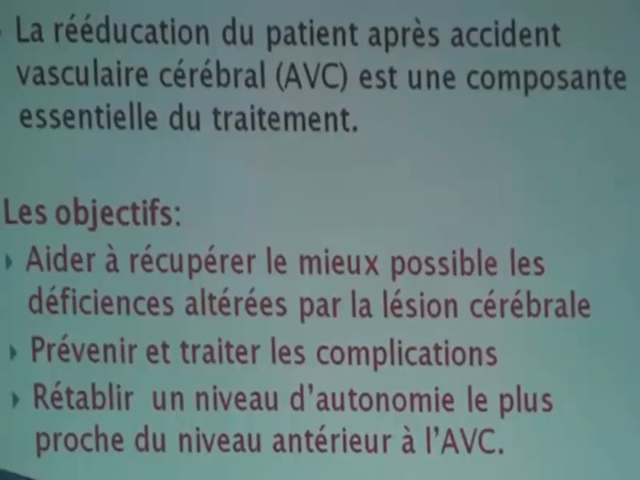 La rééducation du patient après accident
vasculaire cérébral (AVC) est une composante
essentielle du traitement.
Les objectifs:
Aider à récupérer le mieux possible les
déficiences altérées par la lésion cérébrale
Prévenir et traiter les complications
Rétablir un niveau d'autonomie le plus
proche du niveau antérieur à l'AVC.